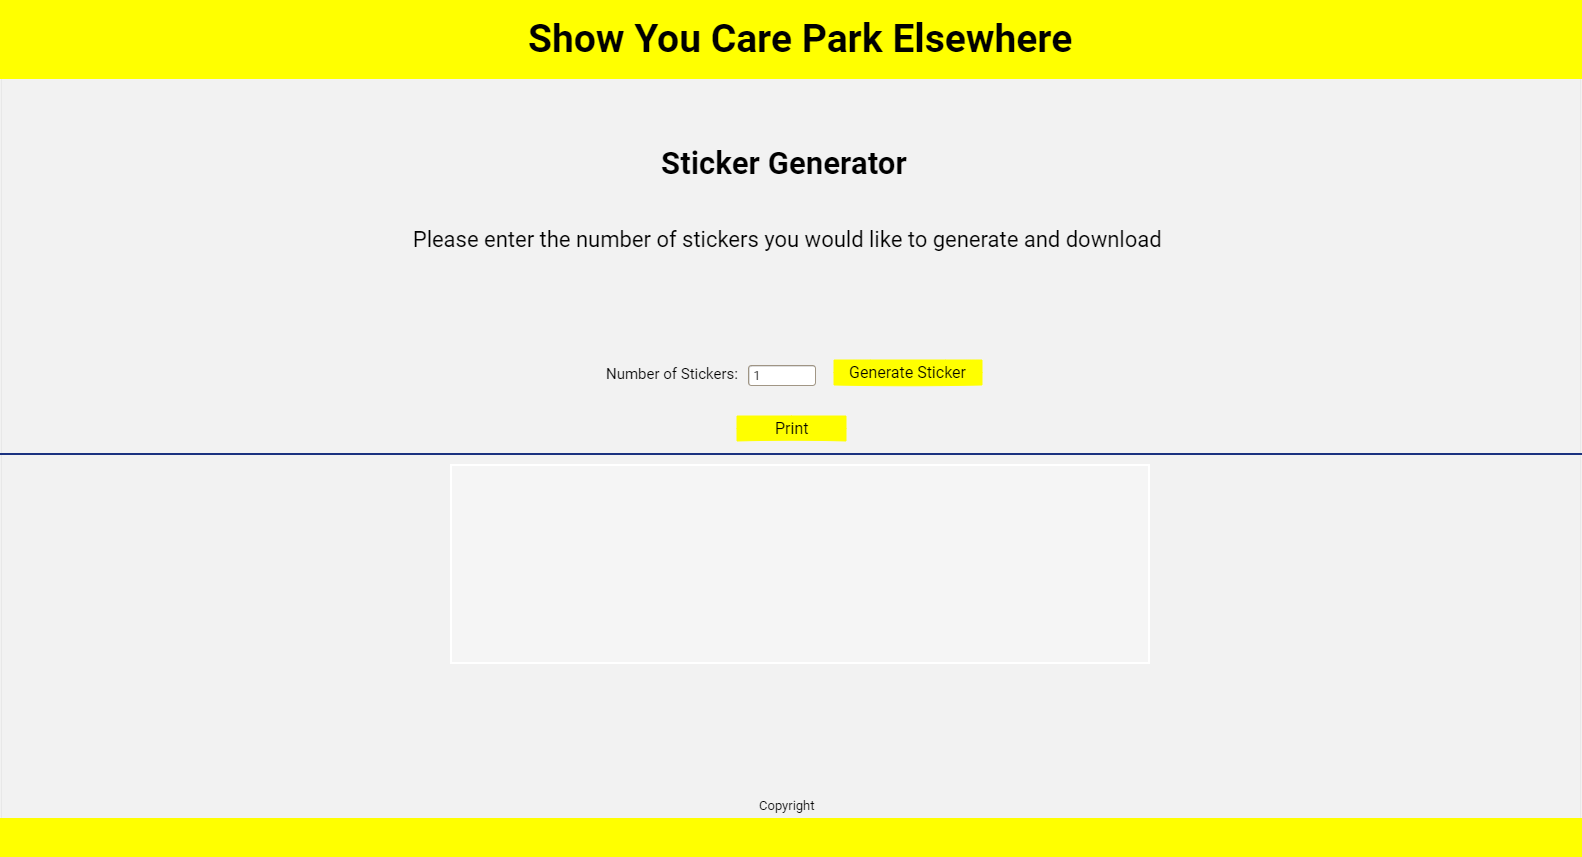 Show You Care Park Elsewhere
Sticker Generator
Please enter the number of stickers you would like to generate and download
Number of Stickers: 1 Generate Sticker
Print
Copyright